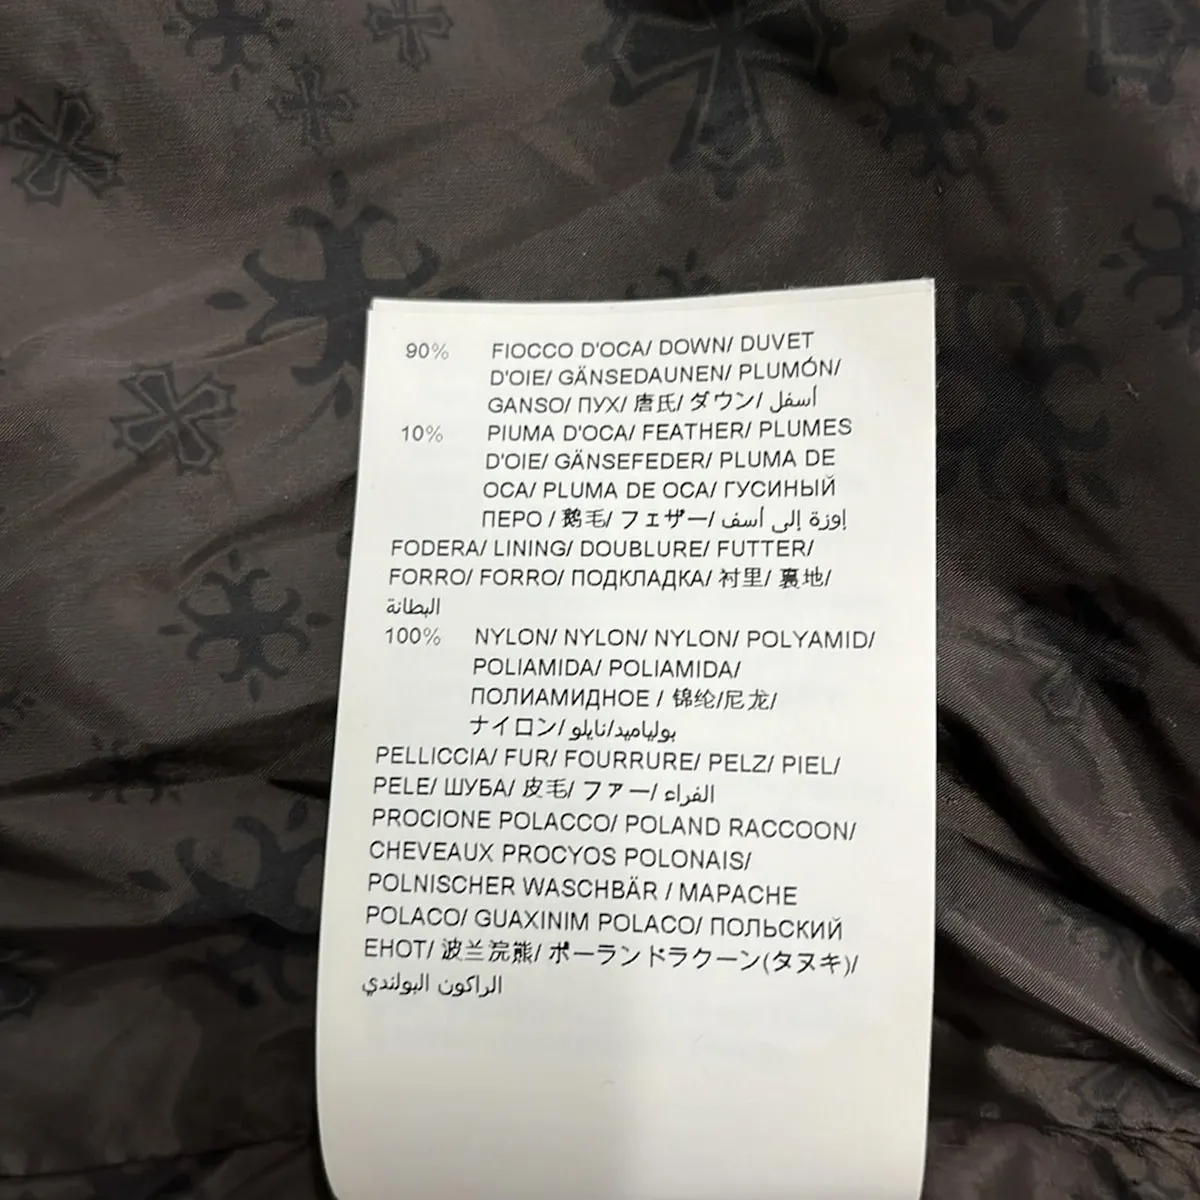 90% FIOCCO D'OCA/ DOWN/ DUVET
D'OIE/ GÄNSEDAUNEN/ PLUMÓN/
GANSO/ ПУХ/ 唐氏/ ダウン/ أسفل
10% PIUMA D'OCA/ FEATHER/ PLUMES
D'OIE/ GÄNSEFEDER/ PLUMA DE
OCA/ PLUMA DE OCA/ ГУСИНЫЙ
ПЕРО / 鹅毛/ フェザー/ إوزة إلى أسف
FODERA/ LINING/ DOUBLURE/ FUTTER/
FORRO/ FORRO/ ПОДКЛАДКА/ 衬里/ 裏地/
البطانة
100% NYLON/ NYLON/ NYLON/ POLYAMID/
POLIAMIDA/ POLIAMIDA/
ПОЛИАМИДНОЕ / 锦纶/尼龙/
ナイロン/ بولياميد/نايلو
PELLICCIA/ FUR/ FOURRURE/ PELZ/ PIEL/
PELE/ ШУБА/ 皮毛/ ファー/ الفراء
PROCIONE POLACCO/ POLAND RACCOON/
CHEVEAUX PROCYOS POLONAIS/
POLNISCHER WASCHBÄR / MAPACHE
POLACO/ GUAXINIM POLACO/ ПОЛЬСКИЙ
ЕНОТ/ 波兰浣熊/ ポーランドラクーン(タヌキ)/
الراكون البولندي